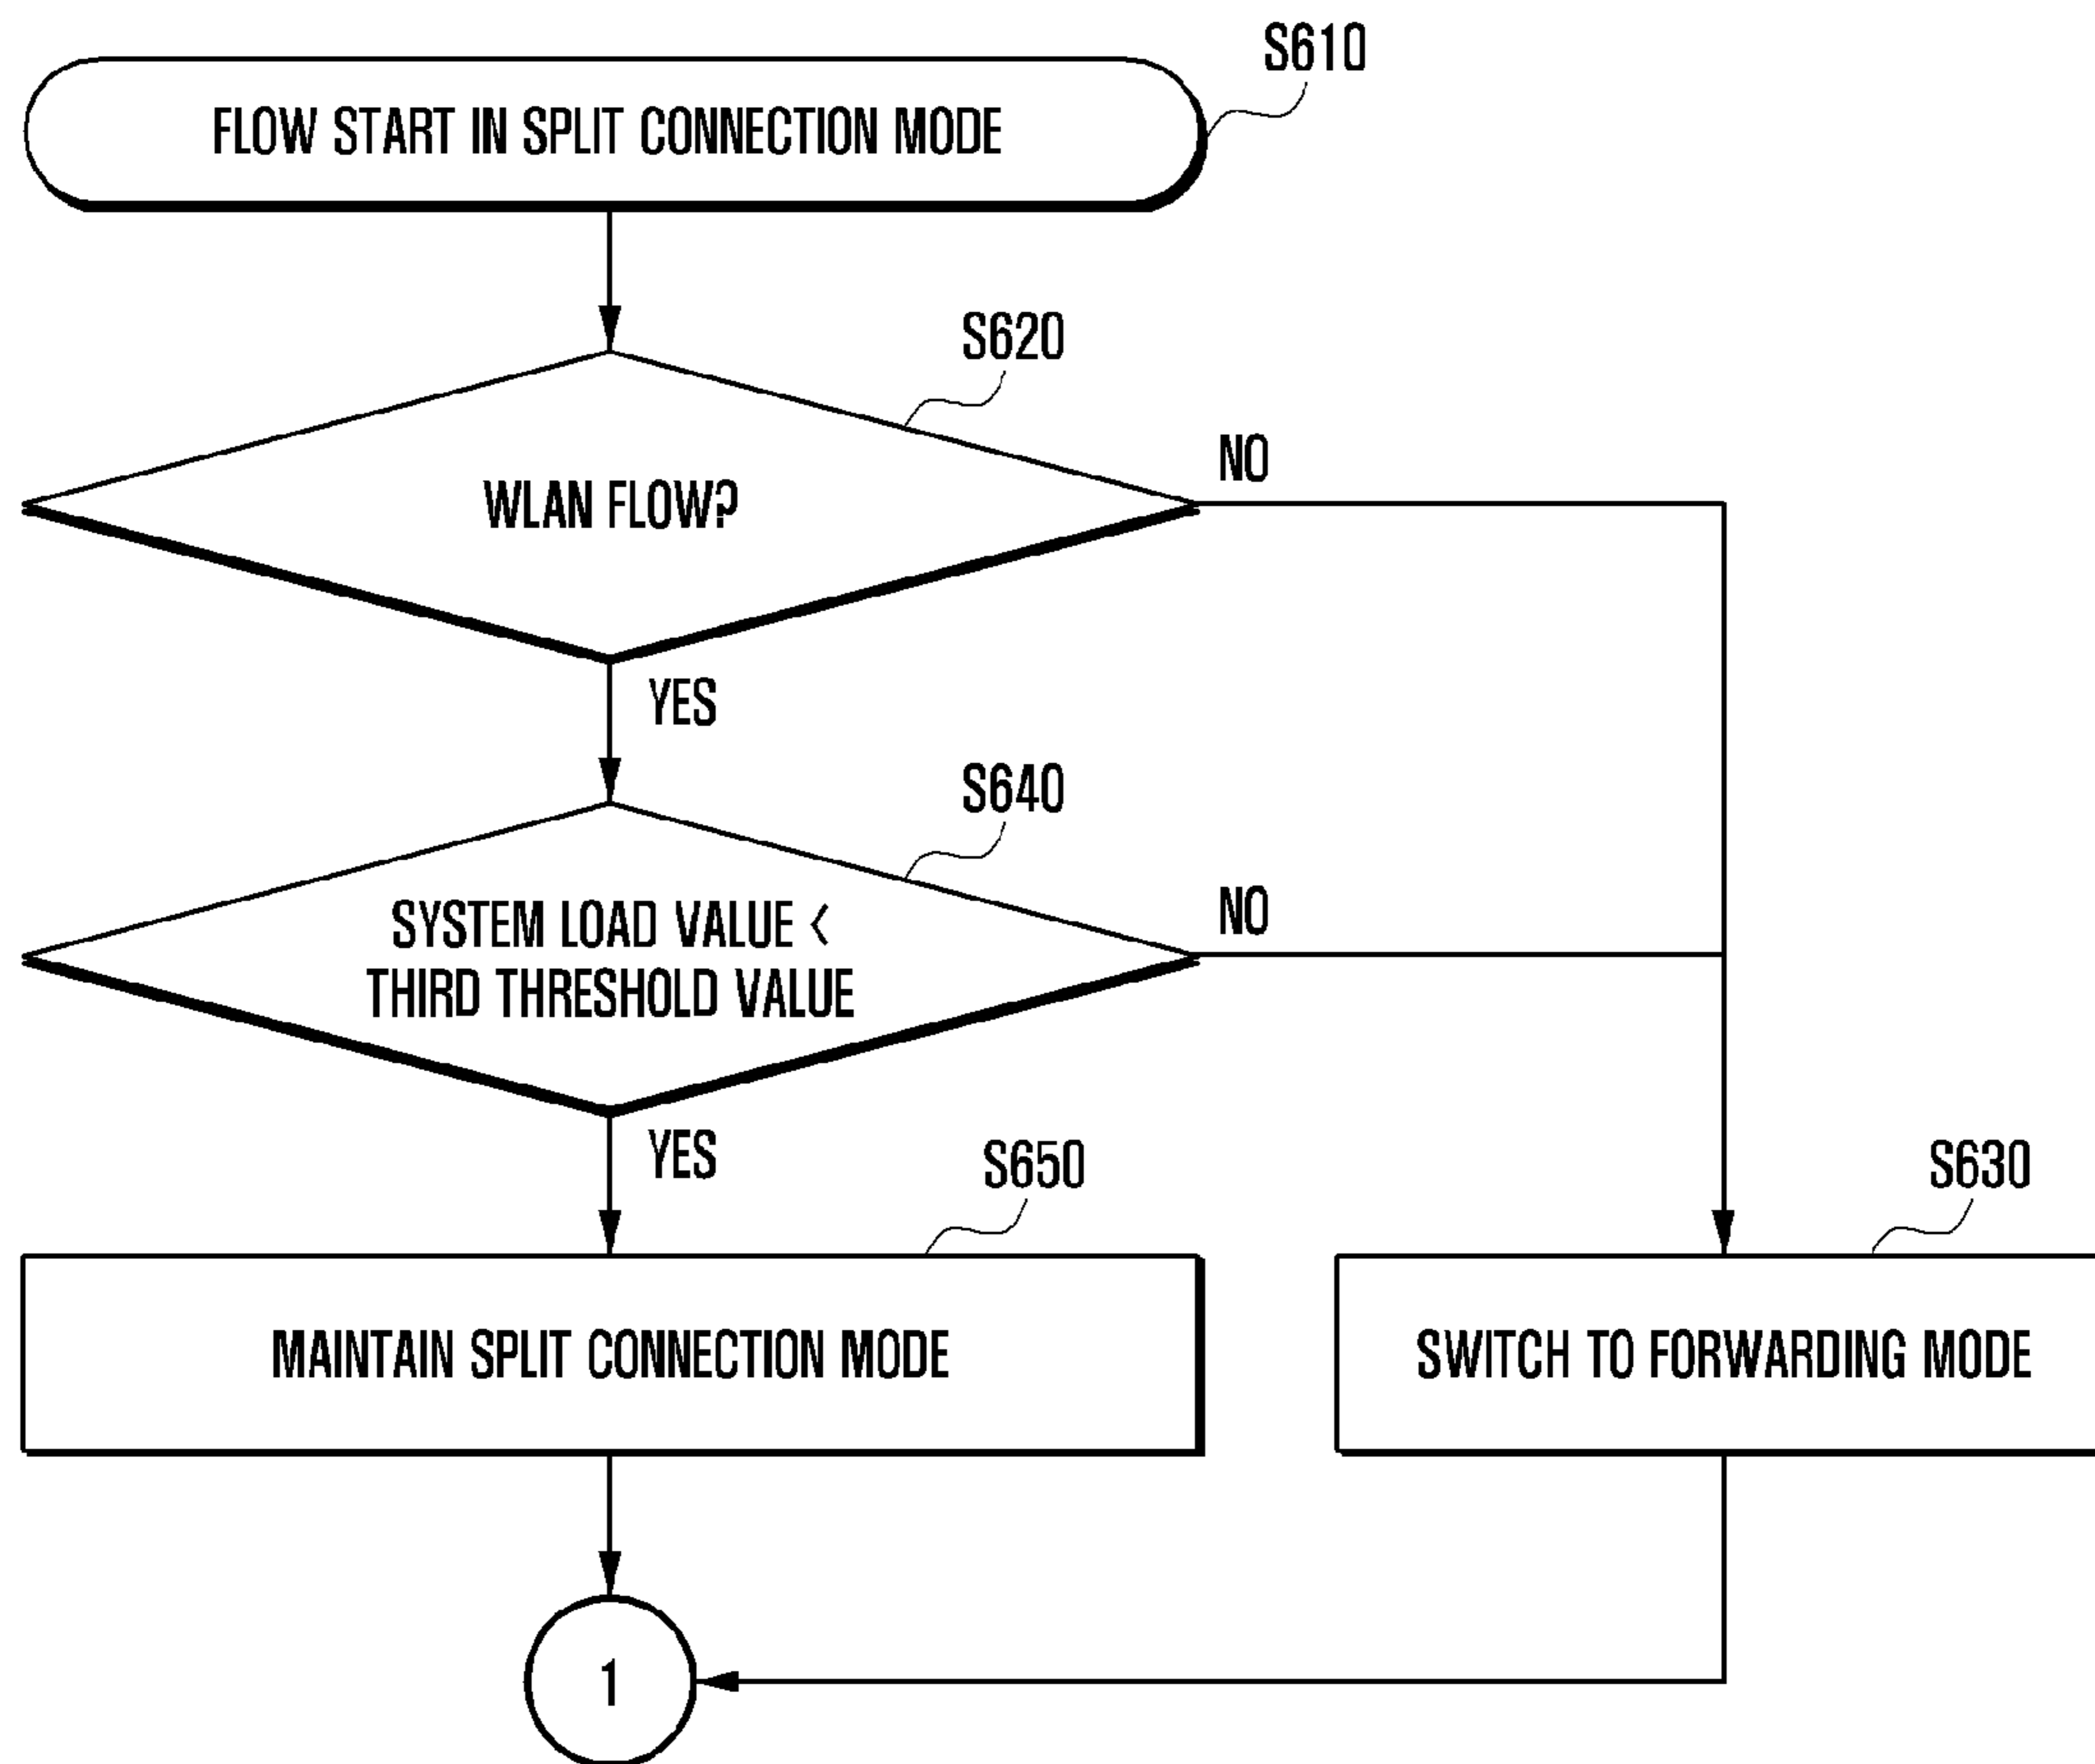 S610
FLOW START IN SPLIT CONNECTION MODE
S620
WLAN FLOW?
NO
YES
S640
SYSTEM LOAD VALUE <
THIRD THRESHOLD VALUE
NO
YES
S650
S630
MAINTAIN SPLIT CONNECTION MODE
SWITCH TO FORWARDING MODE
1